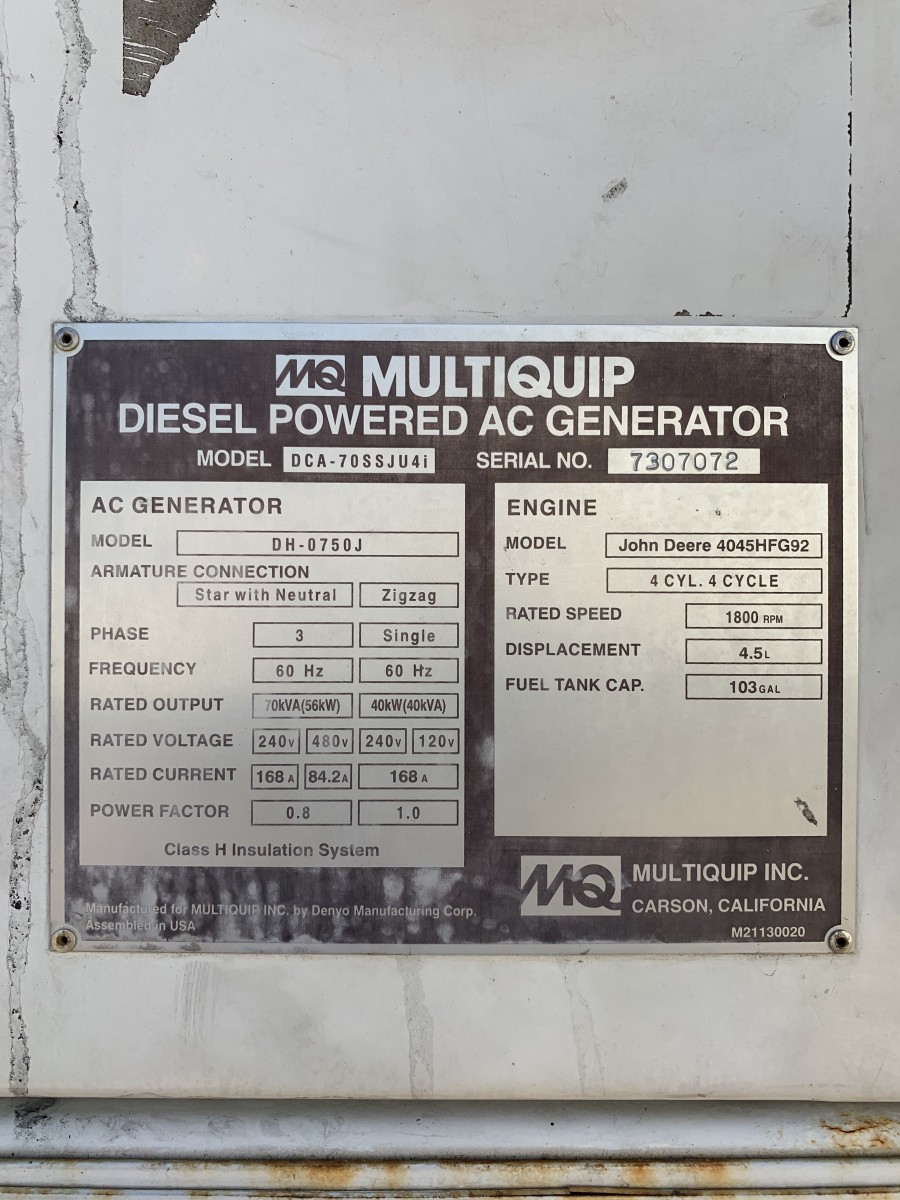 MQ MULTIQUIP
DIESEL POWERED AC GENERATOR
MODEL DCA-70SSJU4i SERIAL NO. 7307072
AC GENERATOR
MODEL DH-0750J
ARMATURE CONNECTION
Star with Neutral Zigzag
PHASE 3 Single
FREQUENCY 60 Hz 60 Hz
RATED OUTPUT 70kVA(56kW) 40kW(40kVA)
RATED VOLTAGE 240V 480V 240V 120V
RATED CURRENT 168 A 84.2A 168 A
POWER FACTOR 0.8 1.0
Class H Insulation System
ENGINE
MODEL John Deere 4045HFG92
TYPE 4 CYL. 4 CYCLE
RATED SPEED 1800 RPM
DISPLACEMENT 4.5L
FUEL TANK CAP. 103 GAL
Manufactured for MULTIQUIP INC. by Denyo Manufacturing Corp.
Assembled in USA
MQ MULTIQUIP INC.
CARSON, CALIFORNIA
M21130020